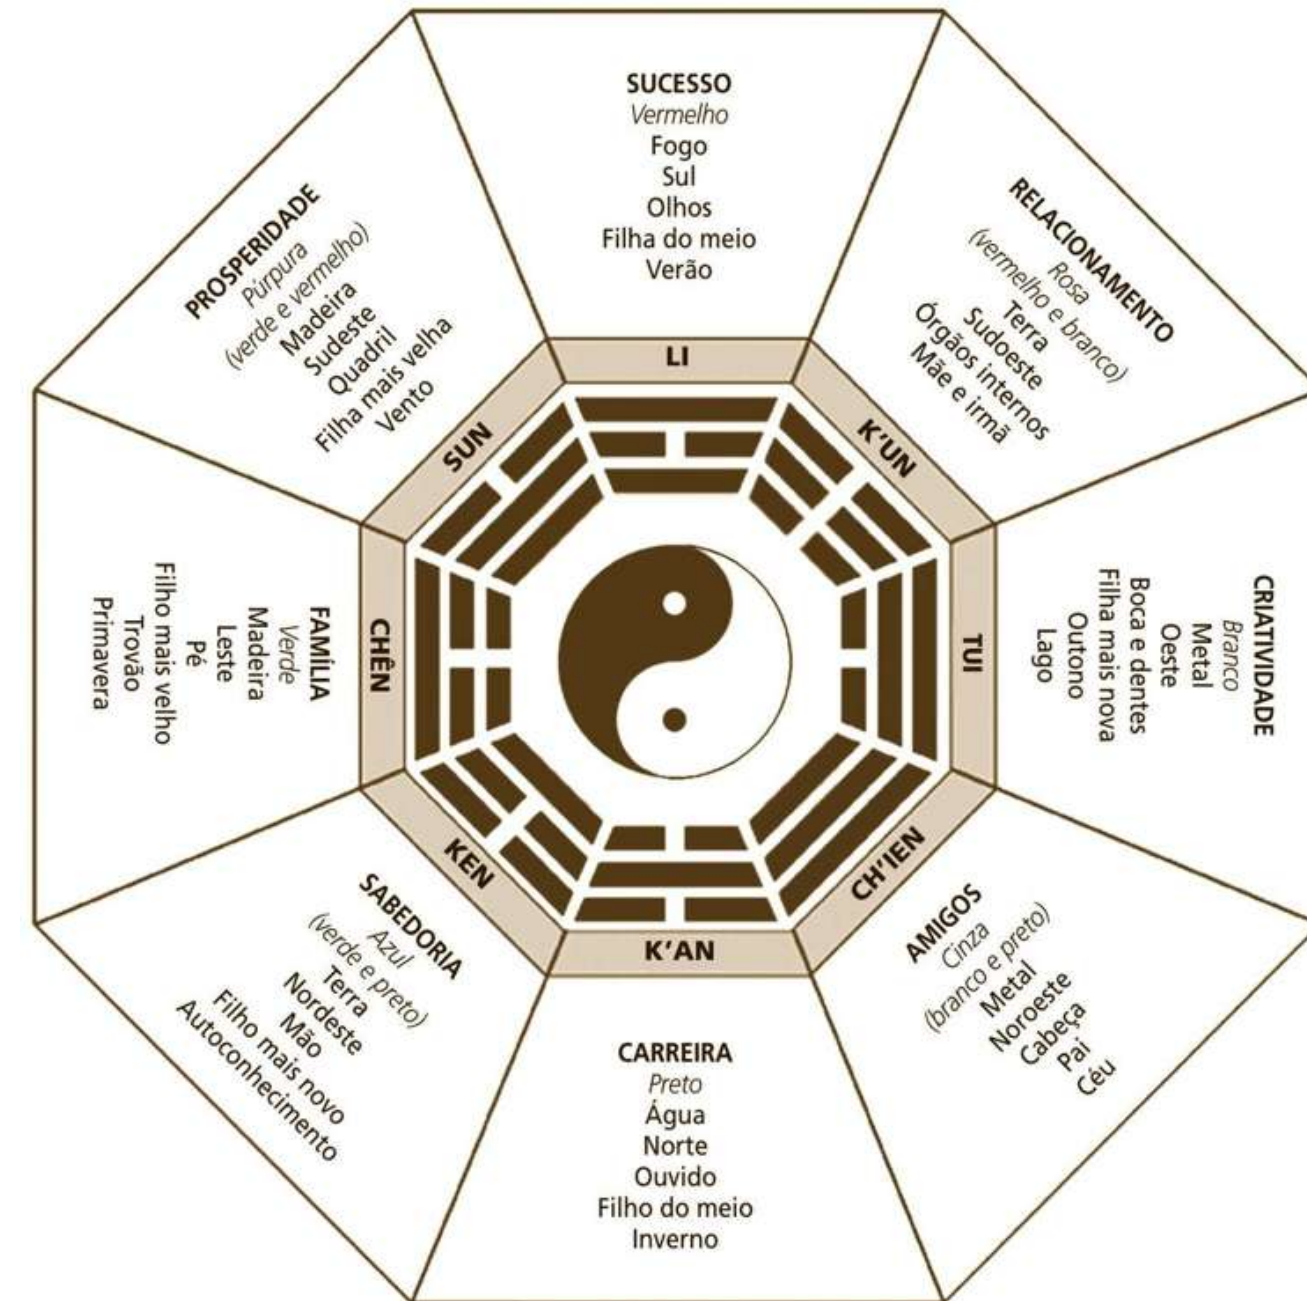 SUCESSO
Vermelho
Fogo
Sul
Olhos
Filha do meio
Verão
LI
RELACIONAMENTO
Rosa
(vermelho e branco)
Terra
Sudoeste
Órgãos internos
Mãe e irmã
K'UN
CRIATIVIDADE
Branco
Metal
Oeste
Boca e dentes
Filha mais nova
Outono
Lago
TUI
AMIGOS
Cinza
(branco e preto)
Metal
Noroeste
Cabeça
Pai
Céu
CH'IEN
K'AN
CARREIRA
Preto
Água
Norte
Ouvido
Filho do meio
Inverno
KEN
SABEDORIA
Azul
(verde e preto)
Terra
Nordeste
Mão
Filho mais novo
Autoconhecimento
CHÊN
FAMÍLIA
Verde
Madeira
Leste
Pé
Filho mais velho
Trovão
Primavera
PROSPERIDADE
Púrpura
(verde e vermelho)
Madeira
Sudeste
Quadril
Filha mais velha
Vento
SUN